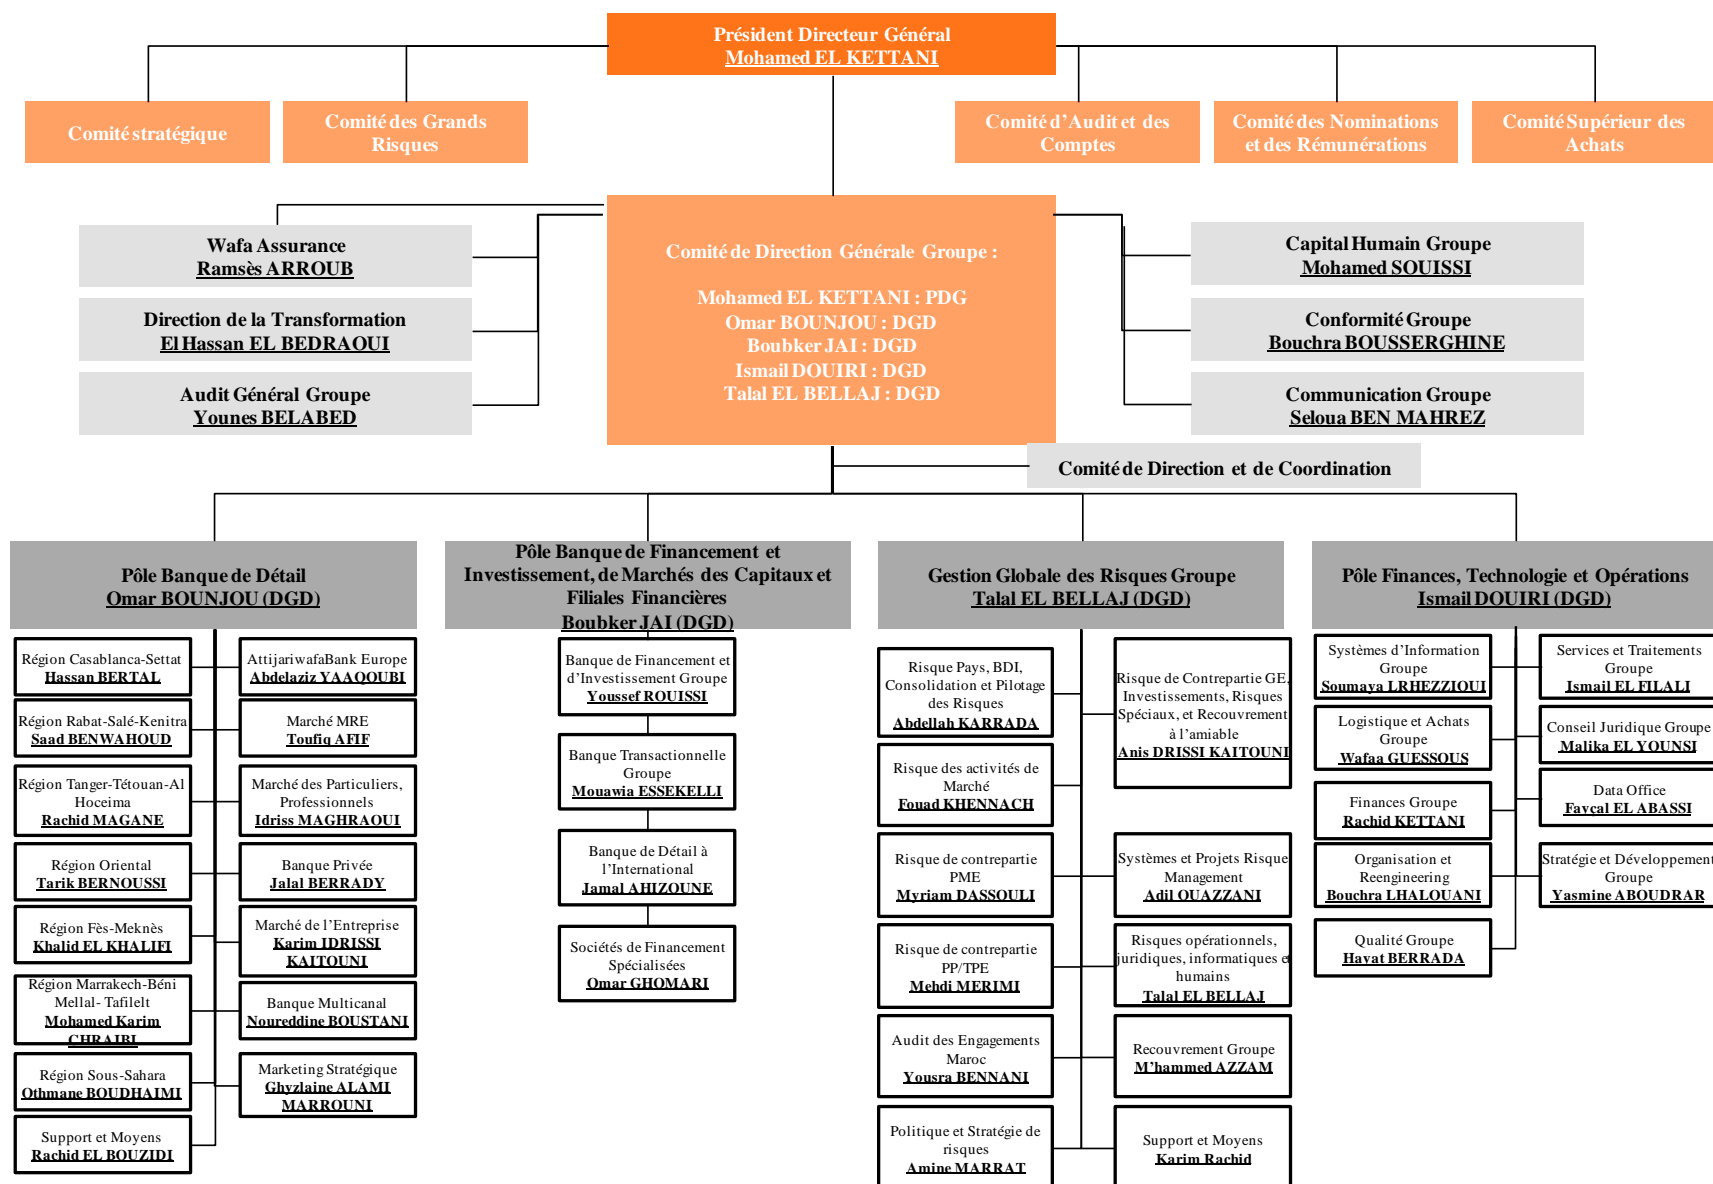 Président Directeur Général
Mohamed EL KETTANI
Comité stratégique
Comité des Grands
Risques
Comité d’Audit et des
Comptes
Comité des Nominations
et des Rémunérations
Comité Supérieur des
Achats
Wafa Assurance
Ramsès ARROUB
Direction de la Transformation
El Hassan EL BEDRAOUI
Audit Général Groupe
Younes BELABED
Comité de Direction Générale Groupe :
Mohamed EL KETTANI : PDG
Omar BOUNJOU : DGD
Boubker JAI : DGD
Ismail DOUIRI : DGD
Talal EL BELLAJ : DGD
Capital Humain Groupe
Mohamed SOUISSI
Conformité Groupe
Bouchra BOUSSERGHINE
Communication Groupe
Seloua BEN MAHREZ
Comité de Direction et de Coordination
Pôle Banque de Détail
Omar BOUNJOU (DGD)
Région Casablanca-Settat
Hassan BERTAL
Région Rabat-Salé-Kenitra
Saad BENWAHOUD
Région Tanger-Tétouan-Al
Hoceima
Rachid MAGANE
Région Oriental
Tarik BERNOUSSI
Région Fès-Meknès
Khalid EL KHALIFI
Région Marrakech-Béni
Mellal- Tafilelt
Mohamed Karim
CHRAIBI
Région Sous-Sahara
Othmane BOUDHAIMI
Support et Moyens
Rachid EL BOUZIDI
AttijariwafaBank Europe
Abdelaziz YAAQOUBI
Marché MRE
Toufiq AFIF
Marché des Particuliers,
Professionnels
Idriss MAGHRAOUI
Banque Privée
Jalal BERRADY
Marché de l’Entreprise
Karim IDRISSI
KAITOUNI
Banque Multicanal
Noureddine BOUSTANI
Marketing Stratégique
Ghyzlaine ALAMI
MARROUNI
Pôle Banque de Financement et
Investissement, de Marchés des Capitaux et
Filiales Financières
Boubker JAI (DGD)
Banque de Financement et
d’Investissement Groupe
Youssef ROUISSI
Banque Transactionnelle
Groupe
Mouawia ESSEKELLI
Banque de Détail à
l’International
Jamal AHIZOUNE
Sociétés de Financement
Spécialisées
Omar GHOMARI
Gestion Globale des Risques Groupe
Talal EL BELLAJ (DGD)
Risque Pays, BDI,
Consolidation et Pilotage
des Risques
Abdellah KARRADA
Risque des activités de
Marché
Fouad KHENNACH
Risque de contrepartie
PME
Myriam DASSOULI
Risque de contrepartie
PP/TPE
Mehdi MERIMI
Audit des Engagements
Maroc
Yousra BENNANI
Politique et Stratégie de
risques
Amine MARRAT
Risque de Contrepartie GE,
Investissements, Risques
Spéciaux, et Recouvrement
à l’amiable
Anis DRISSI KAITOUNI
Systèmes et Projets Risque
Management
Adil OUAZZANI
Risques opérationnels,
juridiques, informatiques et
humains
Talal EL BELLAJ
Recouvrement Groupe
M’hammed AZZAM
Support et Moyens
Karim Rachid
Pôle Finances, Technologie et Opérations
Ismail DOUIRI (DGD)
Systèmes d’Information
Groupe
Soumaya LRHEZZIOUI
Logistique et Achats
Groupe
Wafaa GUESSOUS
Finances Groupe
Rachid KETTANI
Organisation et
Reengineering
Bouchra LHALOUANI
Qualité Groupe
Hayat BERRADA
Services et Traitements
Groupe
Ismail EL FILALI
Conseil Juridique Groupe
Malika EL YOUNSI
Data Office
Fayçal EL ABASSI
Stratégie et Développement
Groupe
Yasmine ABOUDRAR